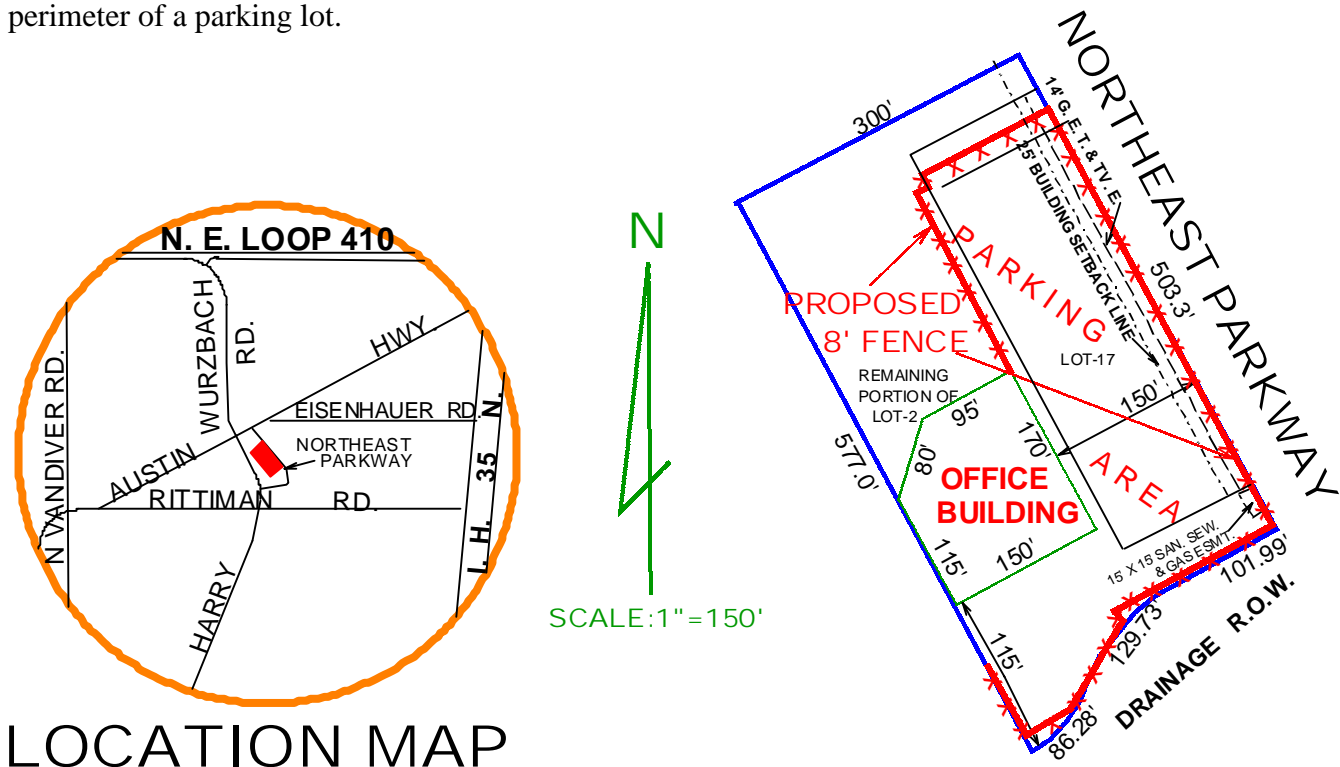 perimeter of a parking lot.
N. E. LOOP 410
N VANDIVER RD.
WURZBACH
RD.
AUSTIN
HWY.
EISENHAUER RD.
NORTHEAST
PARKWAY
RITTIMAN
RD.
HARRY
I. H. 35 N.
LOCATION MAP
N
SCALE:1"=150'
300'
NORTHEAST PARKWAY
14' G. E. T. & TV. E.
25' BUILDING SETBACK LINE
503.3'
PARKING
PROPOSED
8' FENCE
LOT-17
REMAINING
PORTION OF
LOT-2
150'
AREA
577.0'
95'
80'
170'
OFFICE
BUILDING
150'
115'
115'
15' X 15' SAN. SEW.
& GAS ESMT.
101.99'
129.73'
86.28'
DRAINAGE R.O.W.